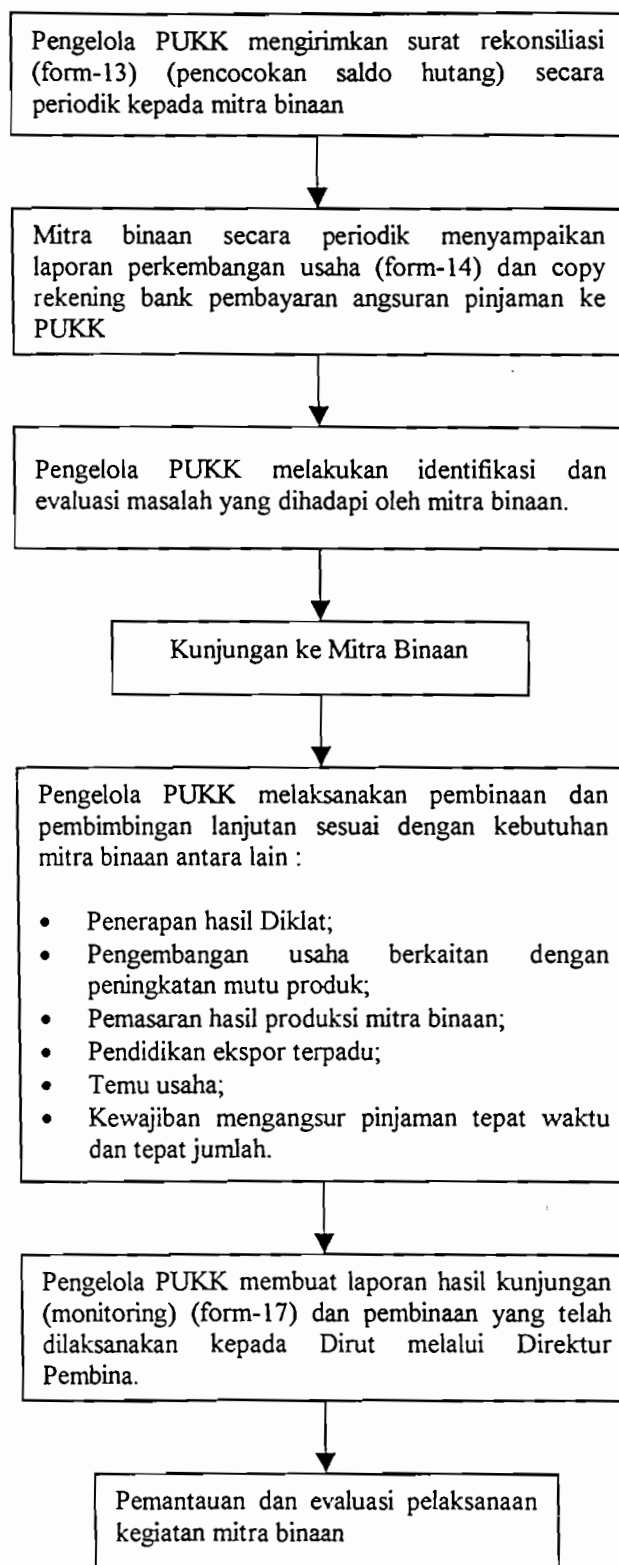 Pengelola PUKK mengirimkan surat rekonsiliasi
(form-13) (pencocokan saldo hutang) secara
periodik kepada mitra binaan
Mitra binaan secara periodik menyampaikan
laporan perkembangan usaha (form-14) dan copy
rekening bank pembayaran angsuran pinjaman ke
PUKK
Pengelola PUKK melakukan identifikasi dan
evaluasi masalah yang dihadapi oleh mitra binaan.
Kunjungan ke Mitra Binaan
Pengelola PUKK melaksanakan pembinaan dan
pembimbingan lanjutan sesuai dengan kebutuhan
mitra binaan antara lain :
• Penerapan hasil Diklat;
• Pengembangan usaha berkaitan dengan
peningkatan mutu produk;
• Pemasaran hasil produksi mitra binaan;
• Pendidikan ekspor terpadu;
• Temu usaha;
• Kewajiban mengangsur pinjaman tepat waktu
dan tepat jumlah.
Pengelola PUKK membuat laporan hasil kunjungan
(monitoring) (form-17) dan pembinaan yang telah
dilaksanakan kepada Dirut melalui Direktur
Pembina.
Pemantauan dan evaluasi pelaksanaan
kegiatan mitra binaan